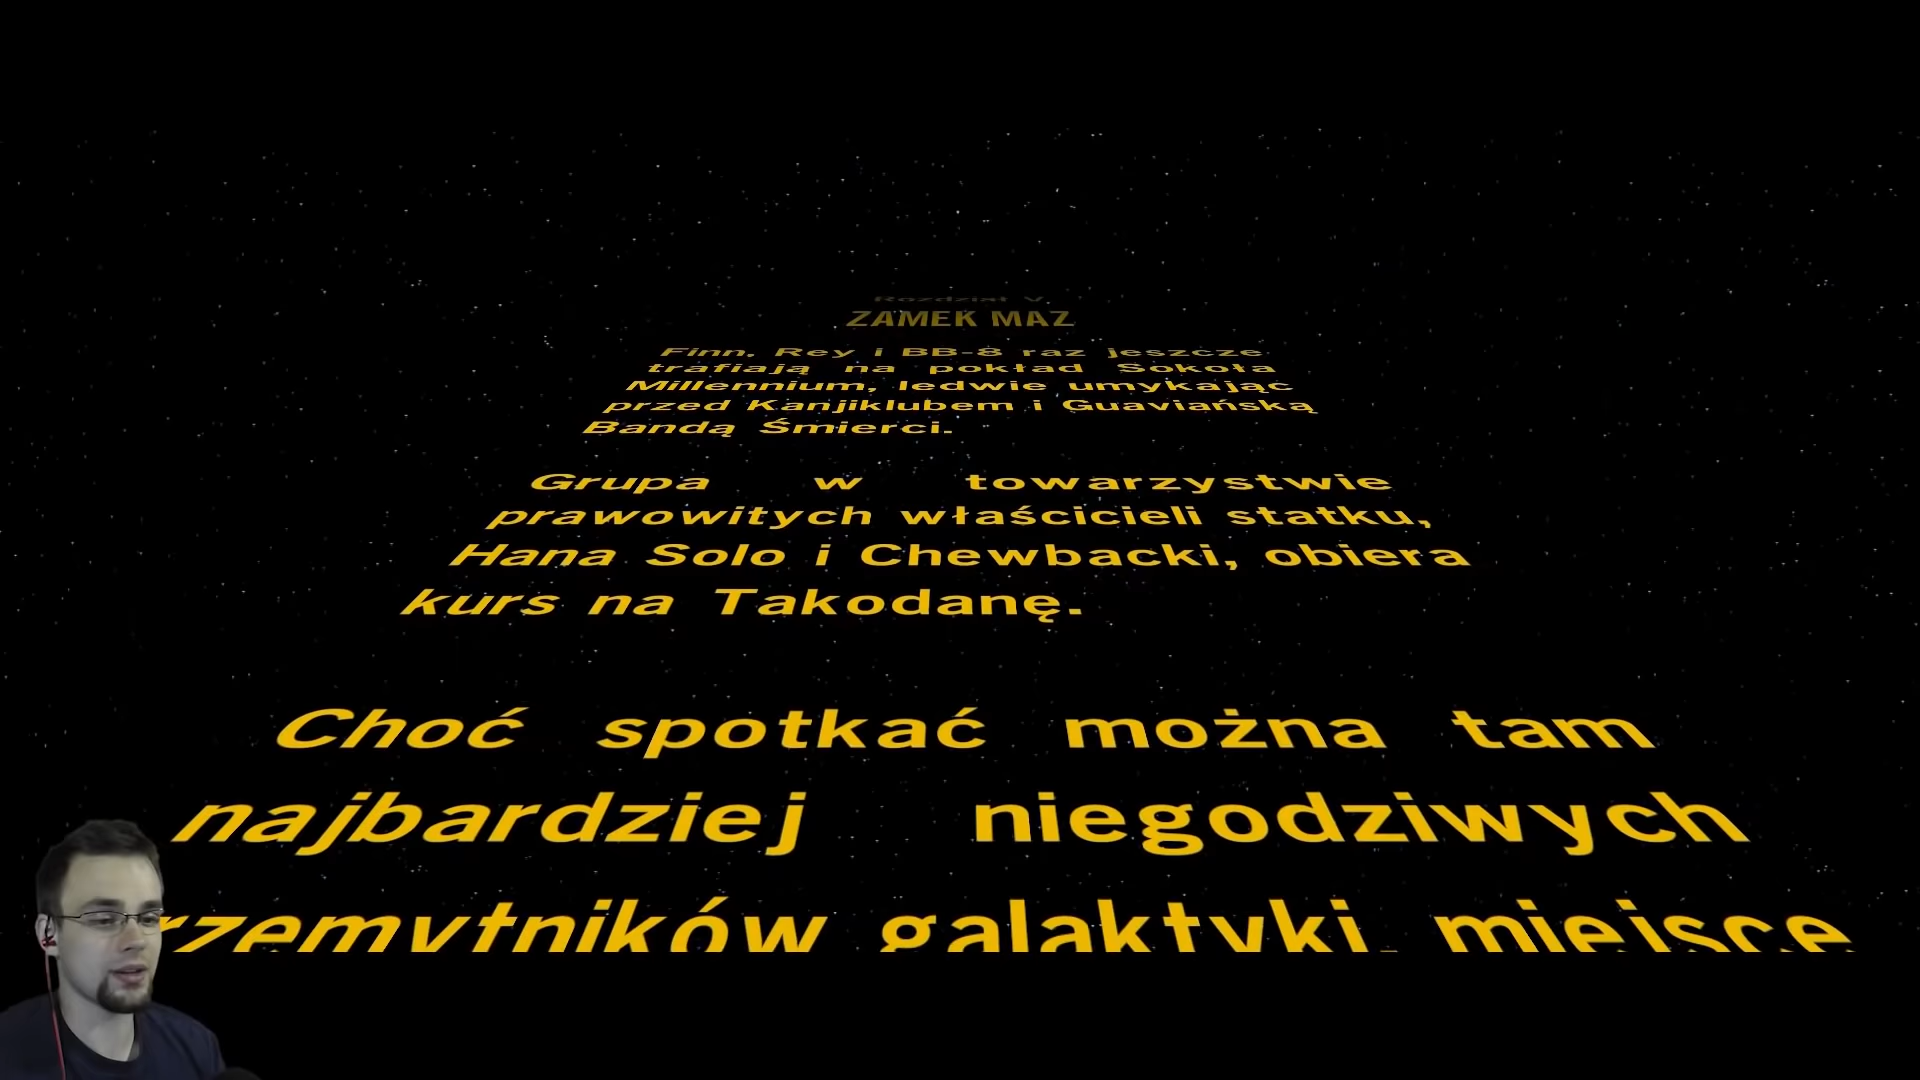 Rozdział V
ZAMEK MAZ
Finn, Rey i BB-8 raz jeszcze
trafiają na pokład Sokoła
Millennium, ledwie umykając
przed Kanjiklubem i Guaviańską
Bandą Śmierci.
Grupa w towarzystwie
prawowitych właścicieli statku,
Hana Solo i Chewbacki, obiera
kurs na Takodanę.
Choć spotkać można tam
najbardziej niegodziwych
rzemytników galaktyki, miejsce